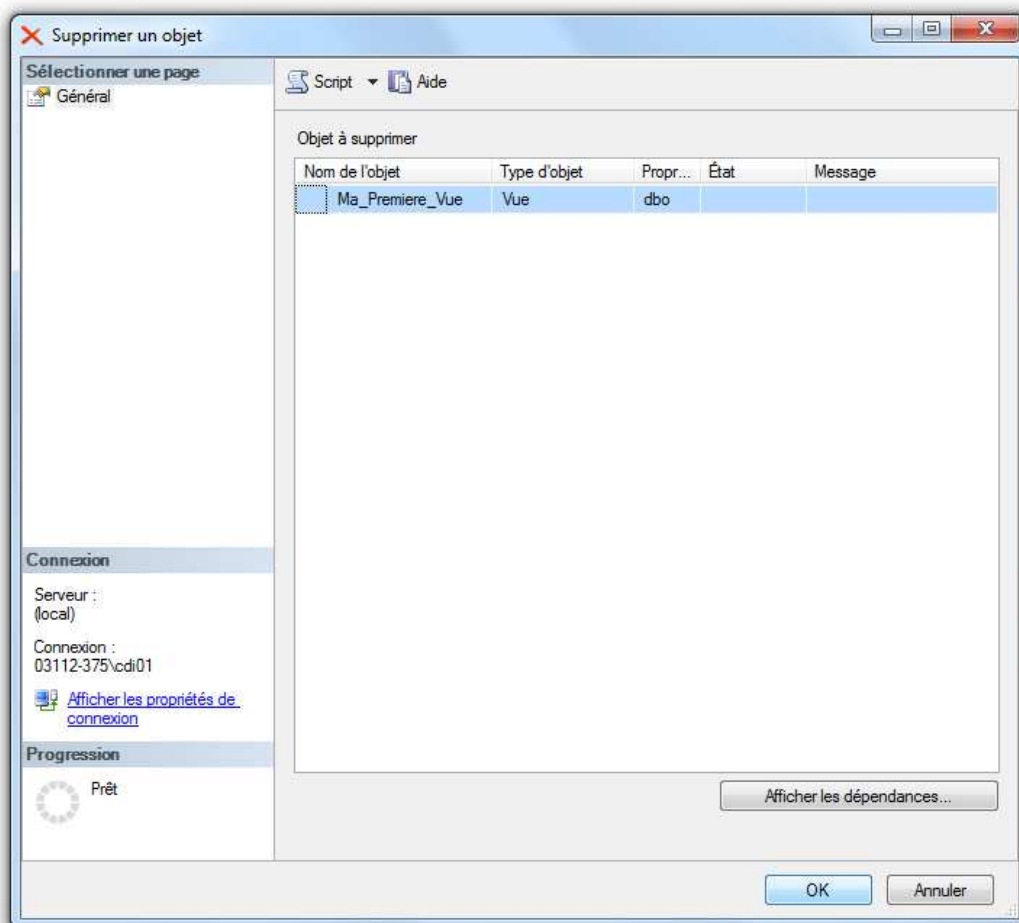 Supprimer un objet
Sélectionner une page
Général
Script Aide
Objet à supprimer
Nom de l'objet Type d'objet Propr... État Message
Ma_Premiere_Vue Vue dbo
Connexion
Serveur :
(local)
Connexion :
03112-375\cdi01
Afficher les propriétés de
connexion
Progression
Prêt
Afficher les dépendances...
OK Annuler